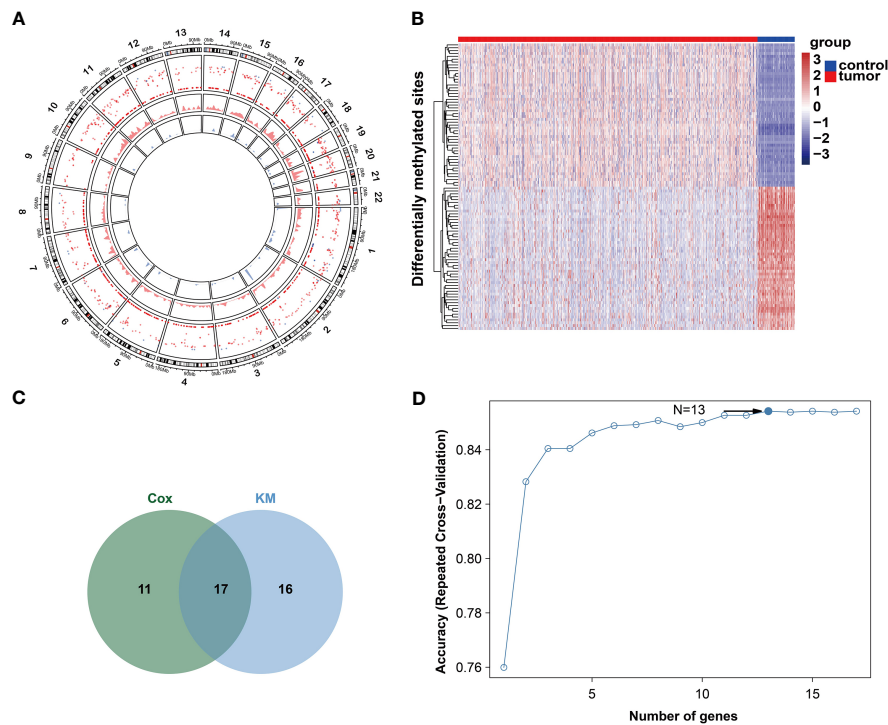 A
12
13
14
15
11
16
10
17
18
9
19
20
21
8
22
7
1
6
2
5
4
3
0Mb
90Mb
B
Differentially methylated sites
group
3
2
1
0
−1
−2
−3
control
tumor
C
Cox
KM
11
17
16
D
N=13
Accuracy (Repeated Cross−Validation)
0.84
0.82
0.80
0.78
0.76
5
10
15
Number of genes